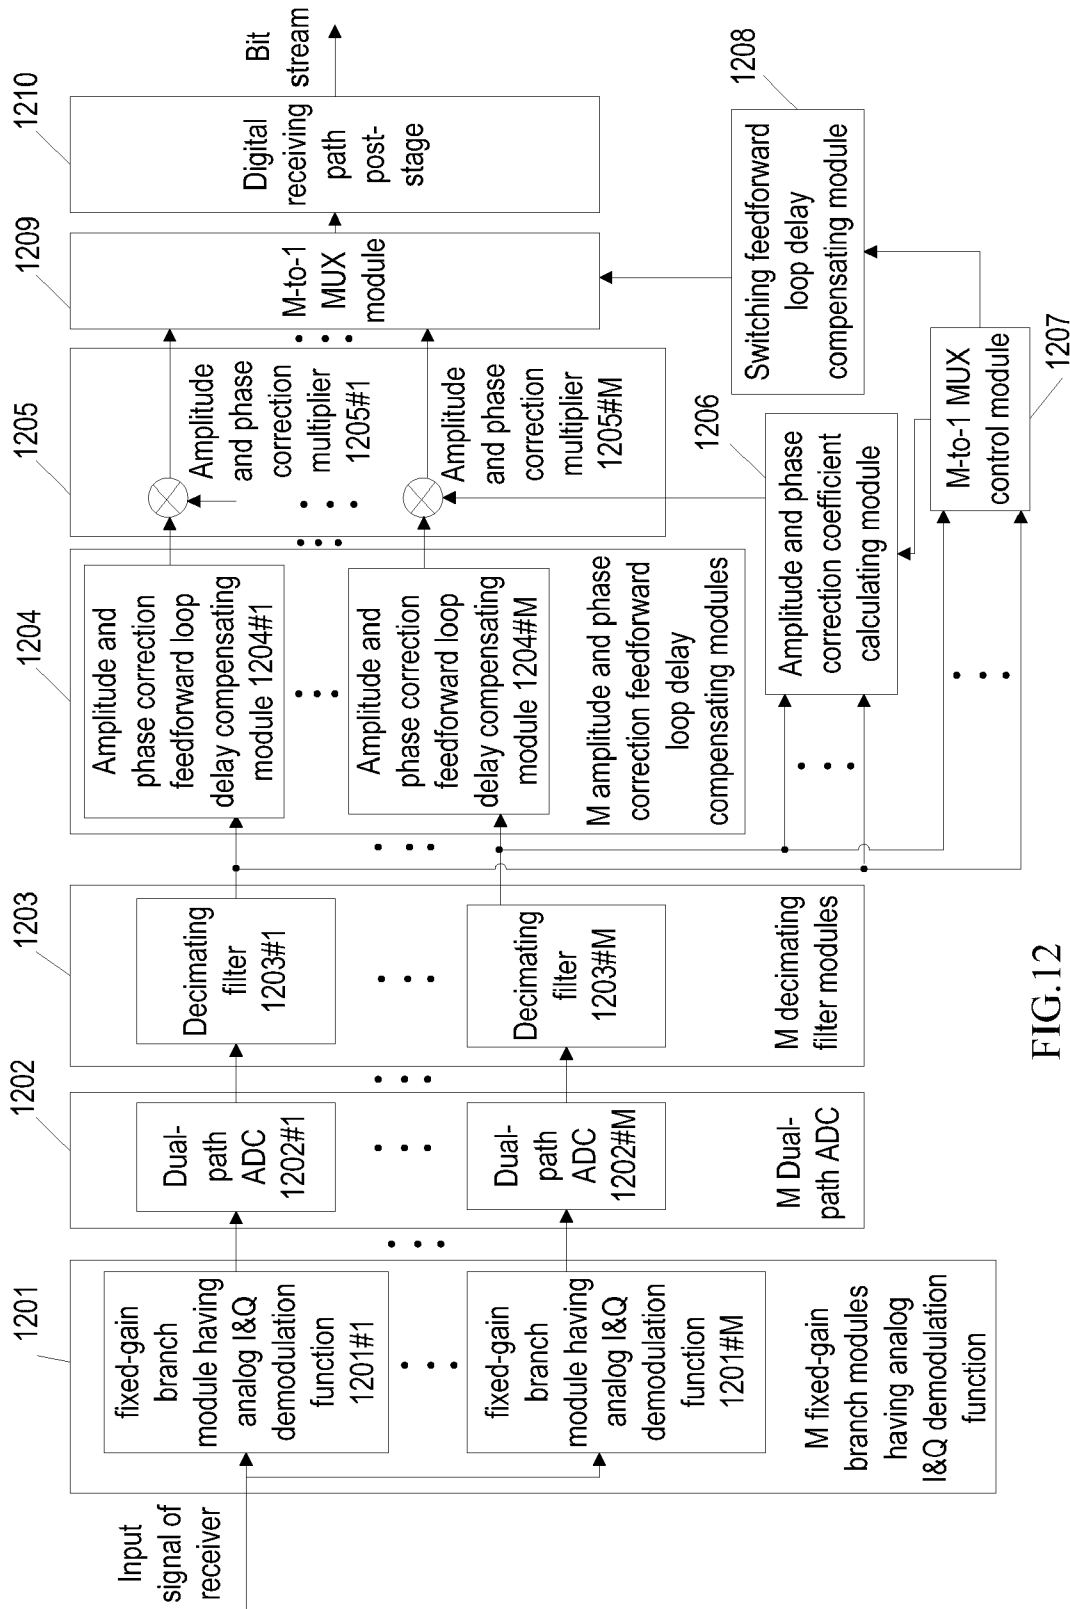 Input
signal of
receiver
1201
fixed-gain
branch
module having
analog I&Q
demodulation
function
1201#1
fixed-gain
branch
module having
analog I&Q
demodulation
function
1201#M
M fixed-gain
branch modules
having analog
I&Q demodulation
function
1202
Dual-
path
ADC
1202#1
Dual-
path
ADC
1202#M
M Dual-
path ADC
1203
Decimating
filter
1203#1
Decimating
filter
1203#M
M decimating
filter modules
1204
Amplitude and
phase correction
feedforward loop
delay compensating
module 1204#1
Amplitude and
phase correction
feedforward loop
delay compensating
module 1204#M
M amplitude and phase
correction feedforward
loop delay
compensating modules
1205
Amplitude
and phase
correction
multiplier
1205#1
Amplitude
and phase
correction
multiplier
1205#M
1206
Amplitude and phase
correction coefficient
calculating module
M-to-1 MUX
control module
1207
Switching feedforward
loop delay
compensating module
1208
1209
M-to-1
MUX
module
1210
Digital
receiving
path
post-
stage
Bit
stream
FIG.12